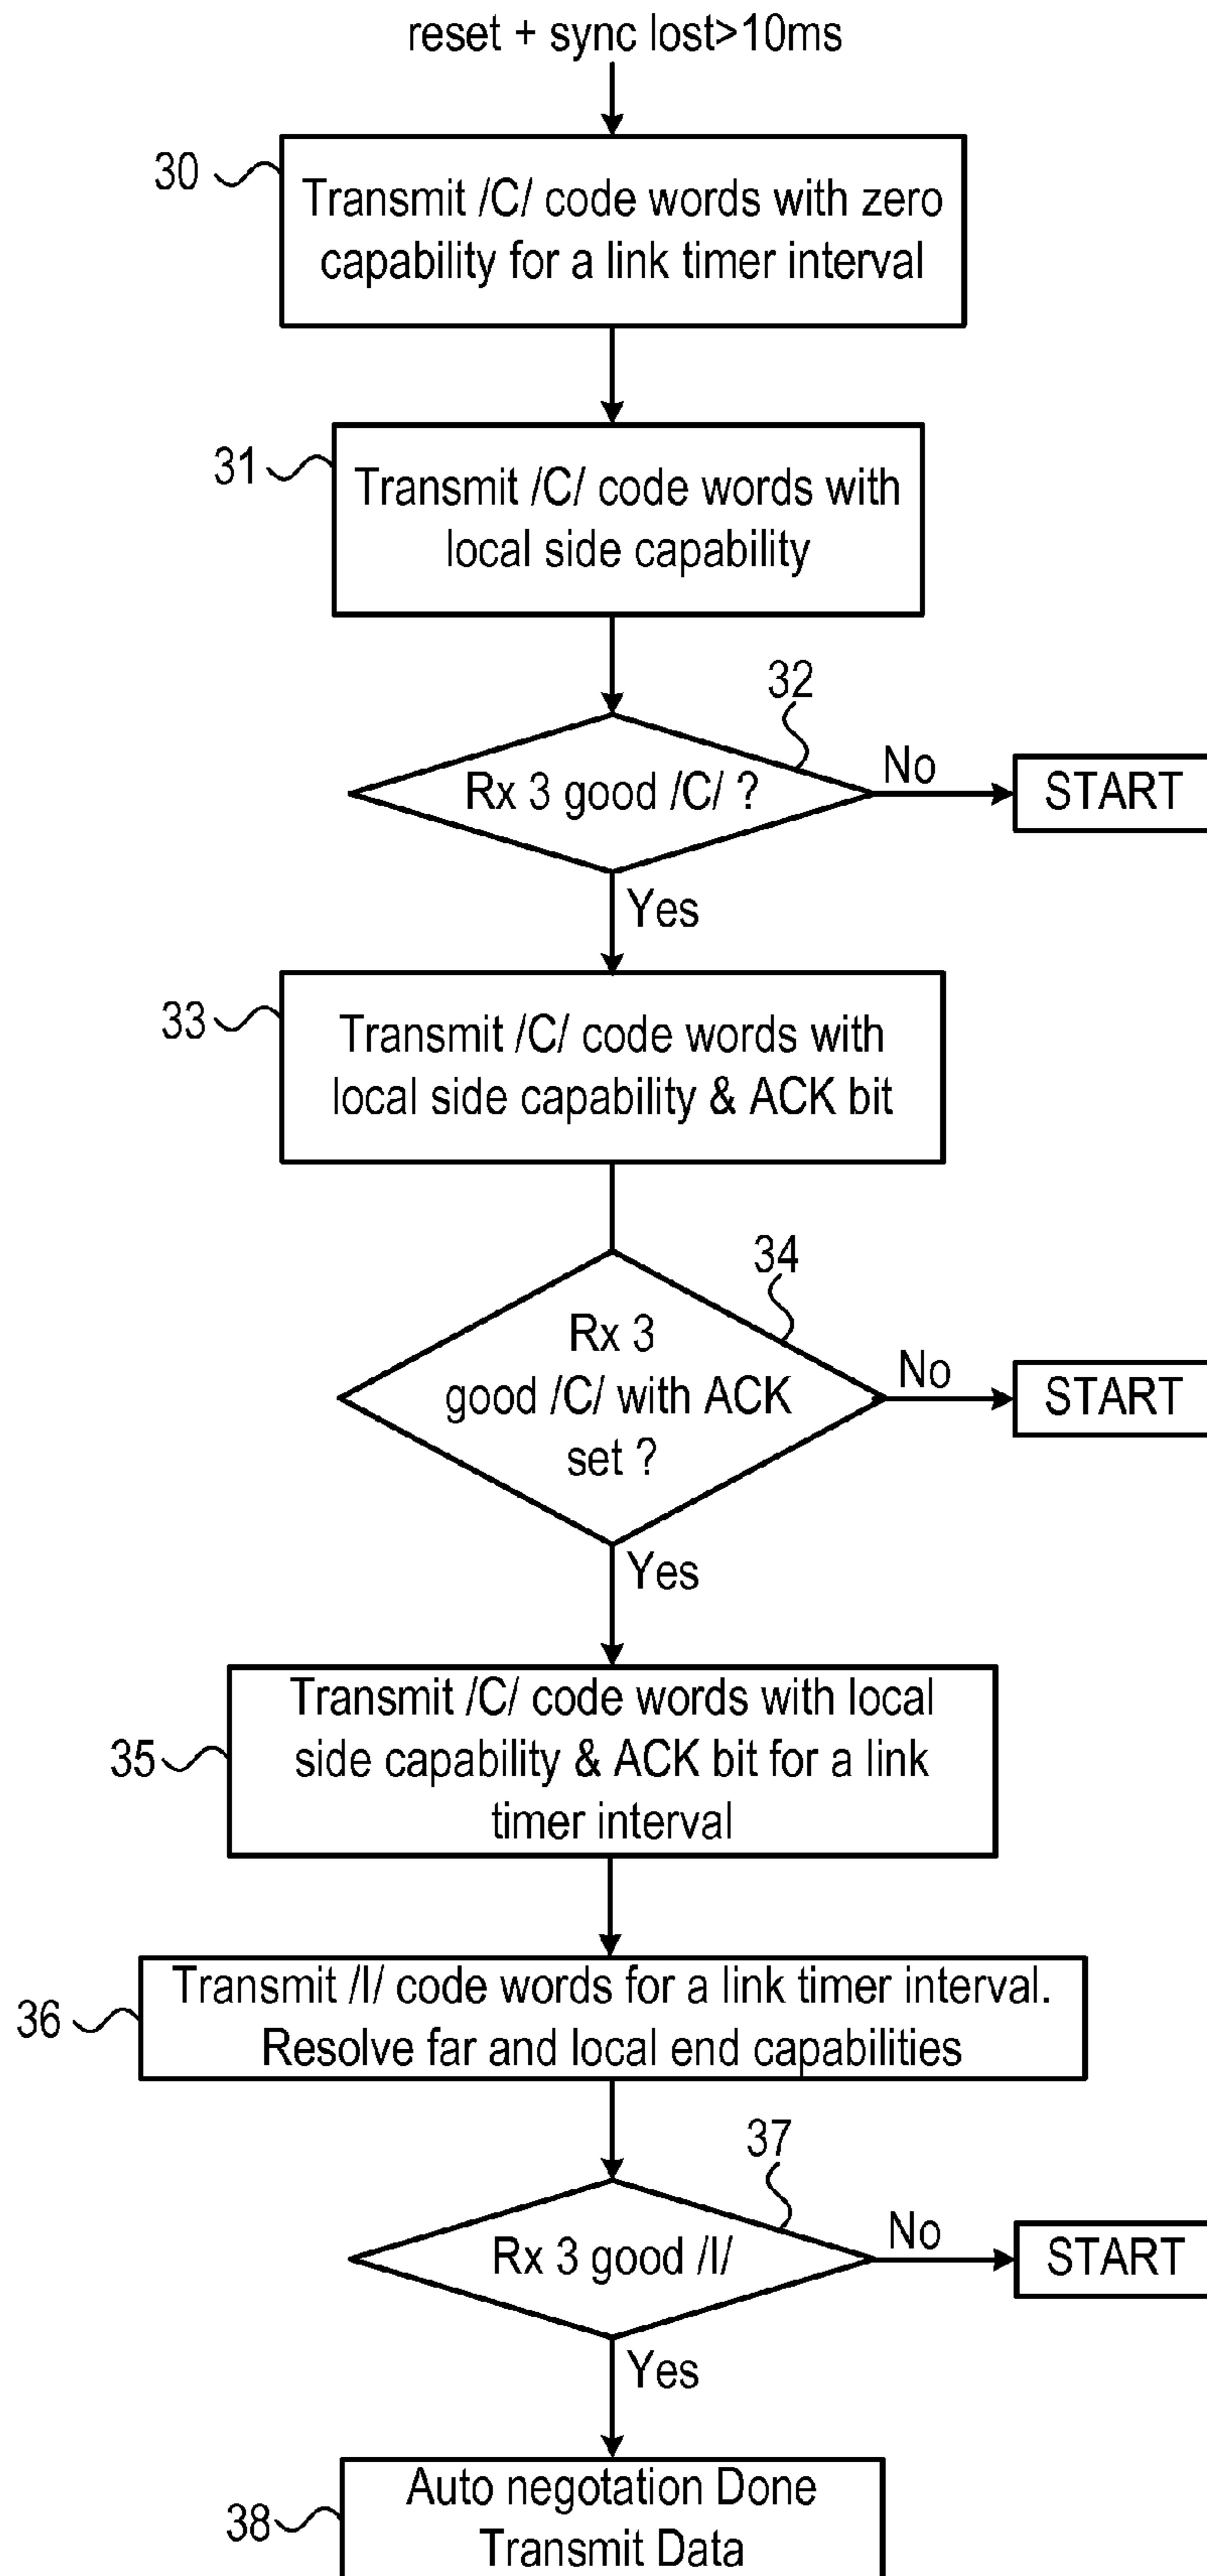 reset + sync lost>10ms
30
Transmit /C/ code words with zero
capability for a link timer interval
31
Transmit /C/ code words with
local side capability
32
Rx 3 good /C/ ?
No
START
Yes
33
Transmit /C/ code words with
local side capability & ACK bit
34
Rx 3
good /C/ with ACK
set ?
No
START
Yes
35
Transmit /C/ code words with local
side capability & ACK bit for a link
timer interval
36
Transmit /I/ code words for a link timer interval.
Resolve far and local end capabilities
37
Rx 3 good /I/
No
START
Yes
38
Auto negotation Done
Transmit Data